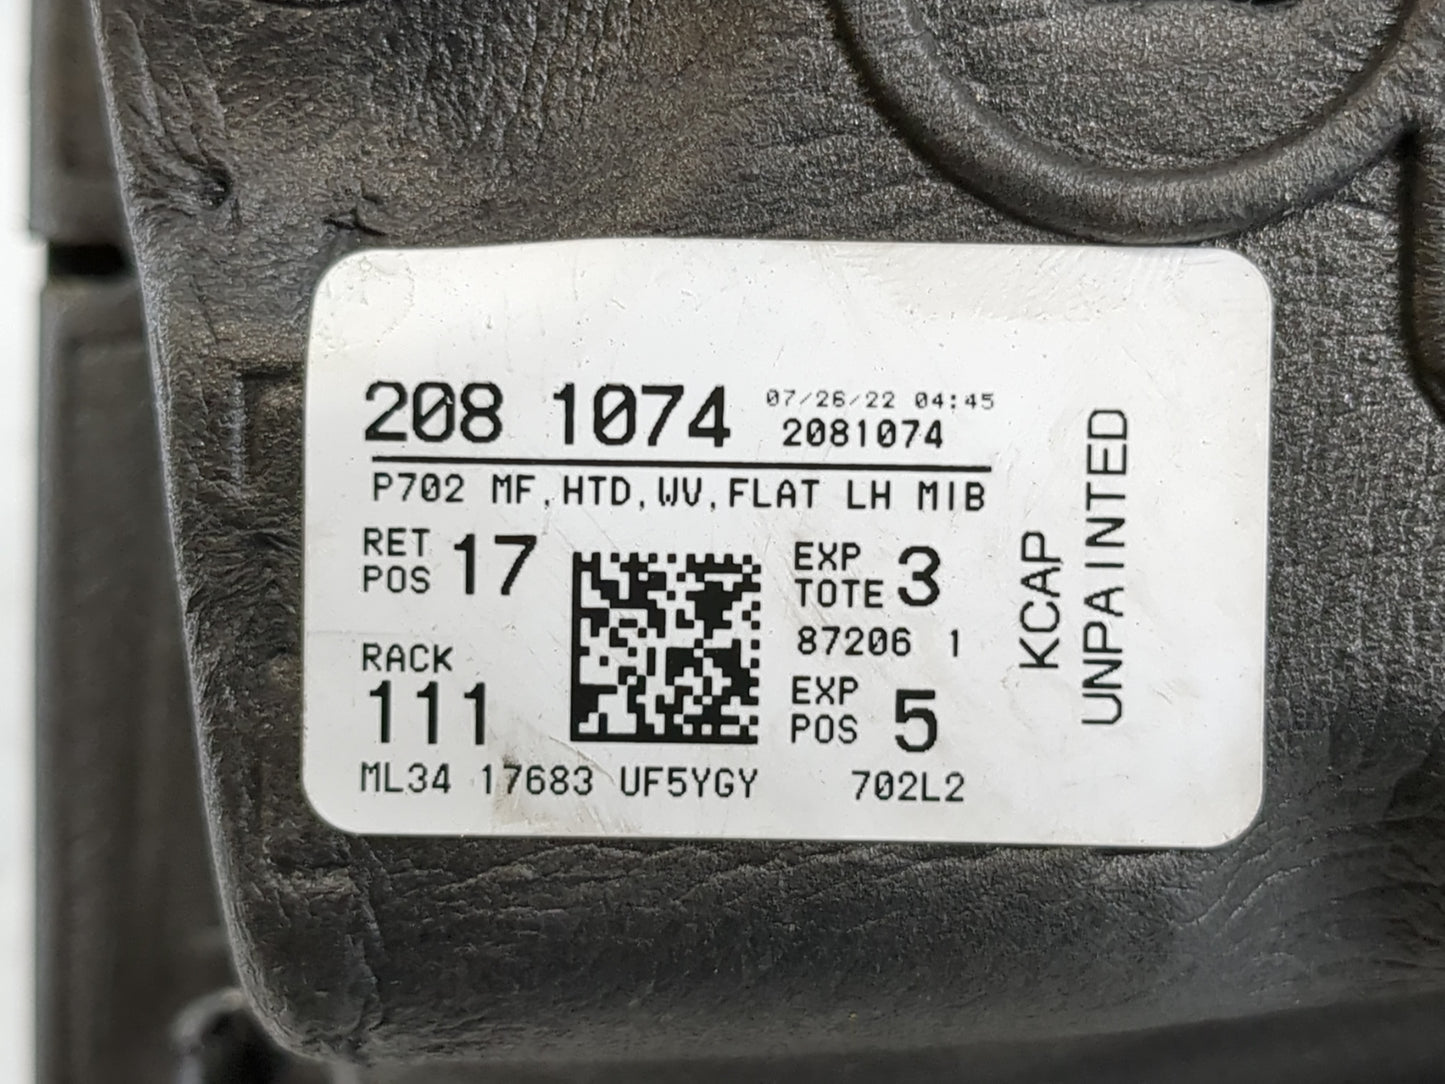 208 1074
07/26/22 04:45
2081074
P702 MF,HTD,WV,FLAT LH MIB
RET POS 17
EXP TOTE 3
87206 1
RACK 111
EXP POS 5
ML34 17683 UF5YGY 702L2
KCAP
UNPAINTED